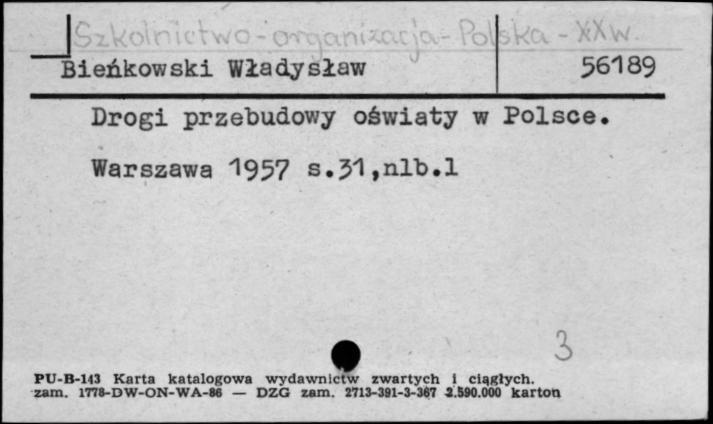 Szkolnictwo - organizacja - Polska - XXw.
Bieńkowski Władysław 56189
Drogi przebudowy oświaty w Polsce.
Warszawa 1957 s.31,nlb.1
3
PU-B-143 Karta katalogowa wydawnictw zwartych i ciągłych.
zam. 1778-DW-ON-WA-86 — DZG zam. 2713-391-3-367 2.590.000 karton